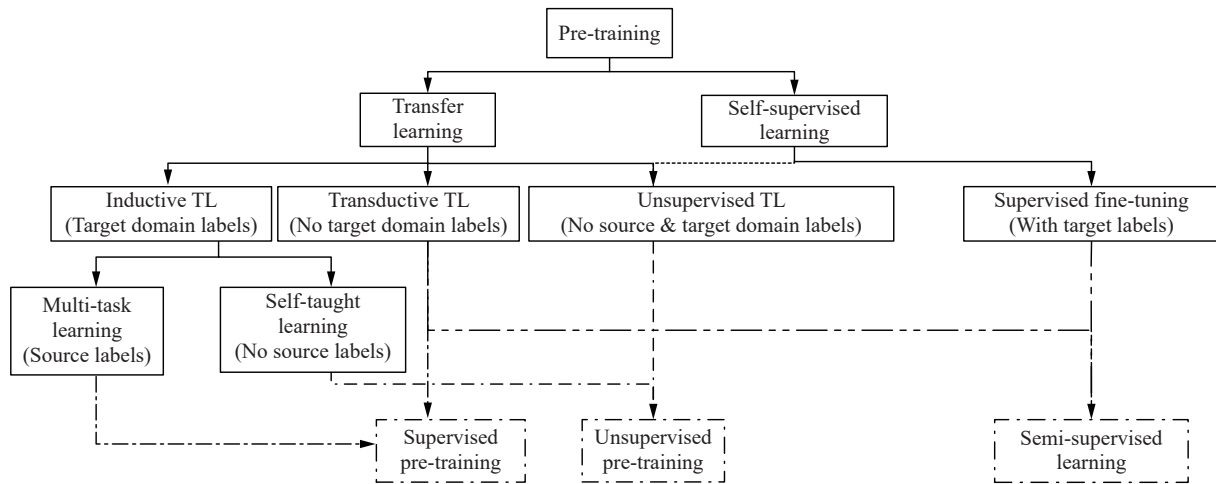 Pre-training
Transfer
learning
Self-supervised
learning
Inductive TL
(Target domain labels)
Transductive TL
(No target domain labels)
Unsupervised TL
(No source & target domain labels)
Supervised fine-tuning
(With target labels)
Multi-task
learning
(Source labels)
Self-taught
learning
(No source labels)
Supervised
pre-training
Unsupervised
pre-training
Semi-supervised
learning